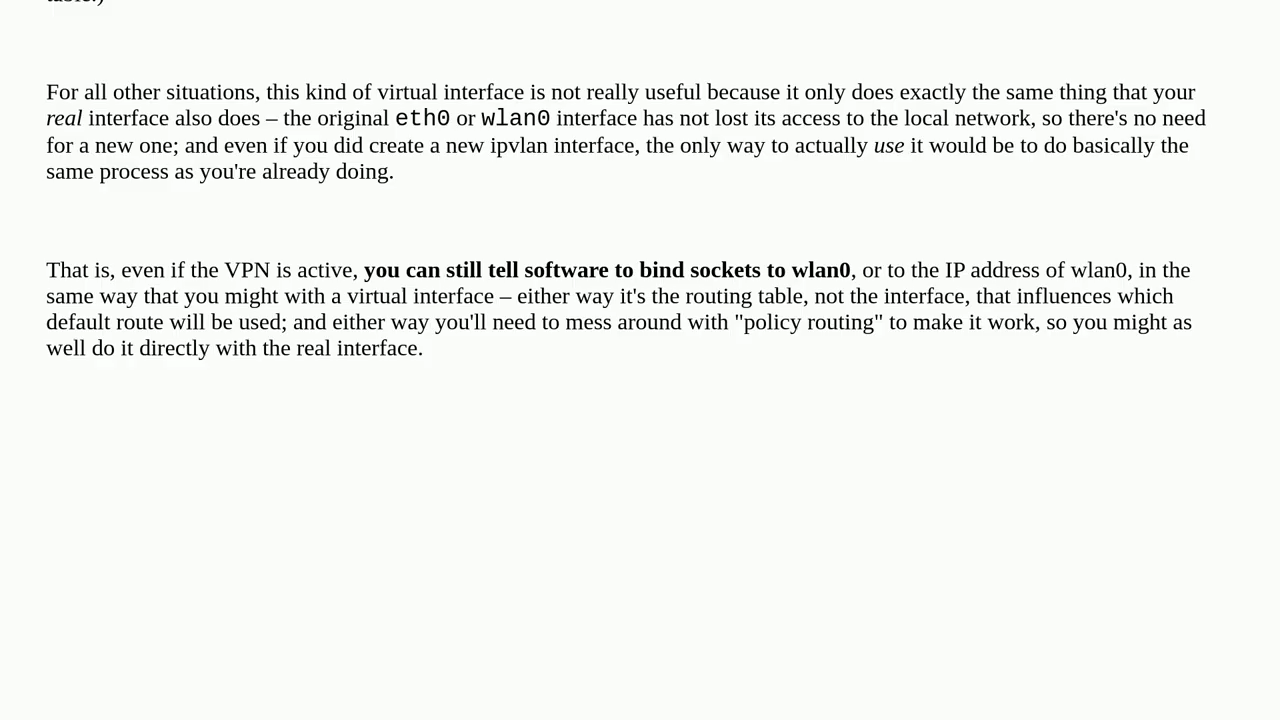 table.)
For all other situations, this kind of virtual interface is not really useful because it only does exactly the same thing that your
real interface also does – the original eth0 or wlan0 interface has not lost its access to the local network, so there's no need
for a new one; and even if you did create a new ipvlan interface, the only way to actually use it would be to do basically the
same process as you're already doing.
That is, even if the VPN is active, you can still tell software to bind sockets to wlan0, or to the IP address of wlan0, in the
same way that you might with a virtual interface – either way it's the routing table, not the interface, that influences which
default route will be used; and either way you'll need to mess around with "policy routing" to make it work, so you might as
well do it directly with the real interface.